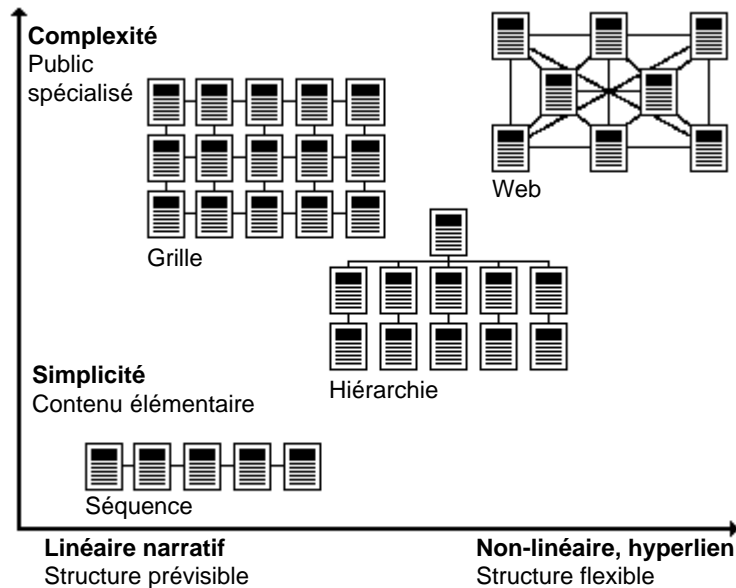 Complexité
Public
spécialisé
Grille
Web
Hiérarchie
Simplicité
Contenu élémentaire
Séquence
Linéaire narratif
Structure prévisible
Non-linéaire, hyperlien
Structure flexible